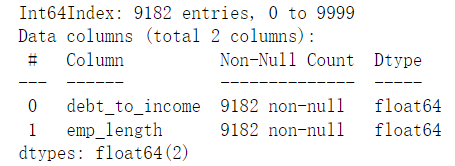 Int64Index: 9182 entries, 0 to 9999
Data columns (total 2 columns):
 #   Column          Non-Null Count  Dtype
---  ------          --------------  -----
 0   debt_to_income  9182 non-null   float64
 1   emp_length      9182 non-null   float64
dtypes: float64(2)